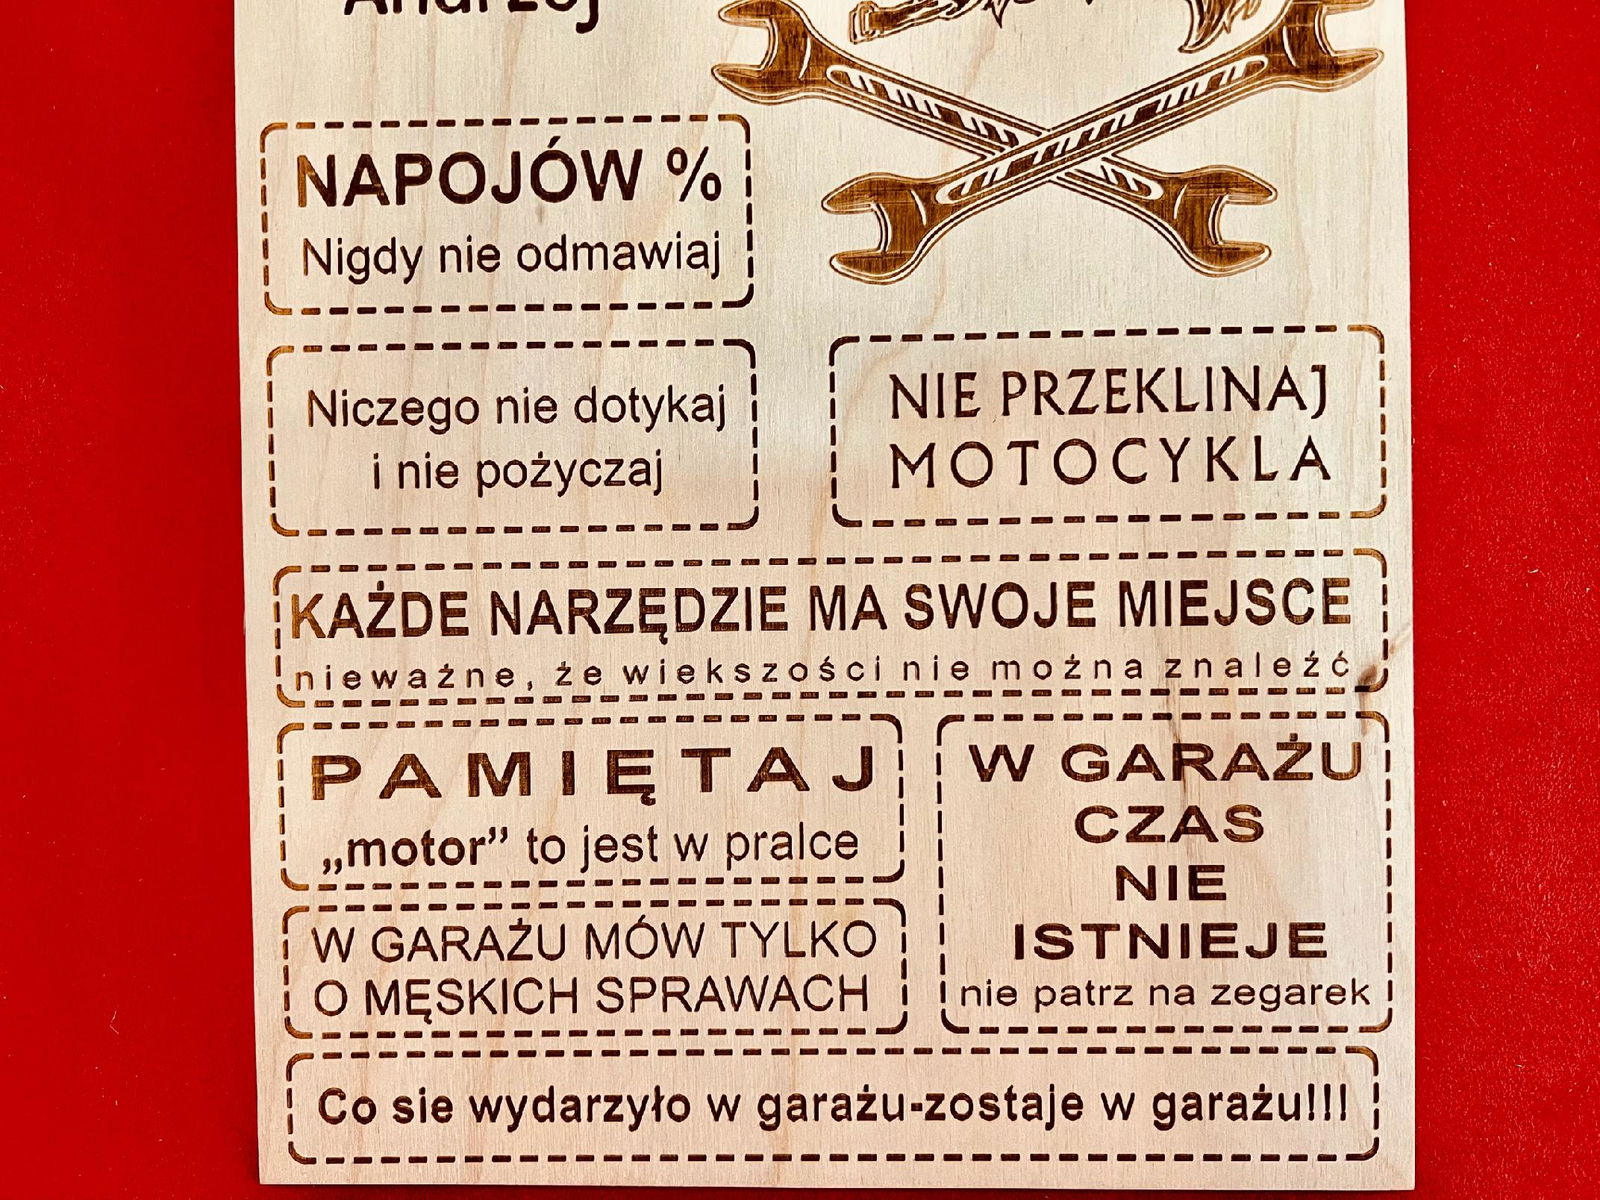 Andrzej
NAPOJÓW %
Nigdy nie odmawiaj
Niczego nie dotykaj
i nie pożyczaj
NIE PRZEKLINAJ
MOTOCYKLA
KAŻDE NARZĘDZIE MA SWOJE MIEJSCE
nieważne, że wiekszości nie można znaleźć
PAMIĘTAJ
„motor” to jest w pralce
W GARAŻU MÓW TYLKO
O MĘSKICH SPRAWACH
W GARAŻU
CZAS
NIE
ISTNIEJE
nie patrz na zegarek
Co sie wydarzyło w garażu-zostaje w garażu!!!